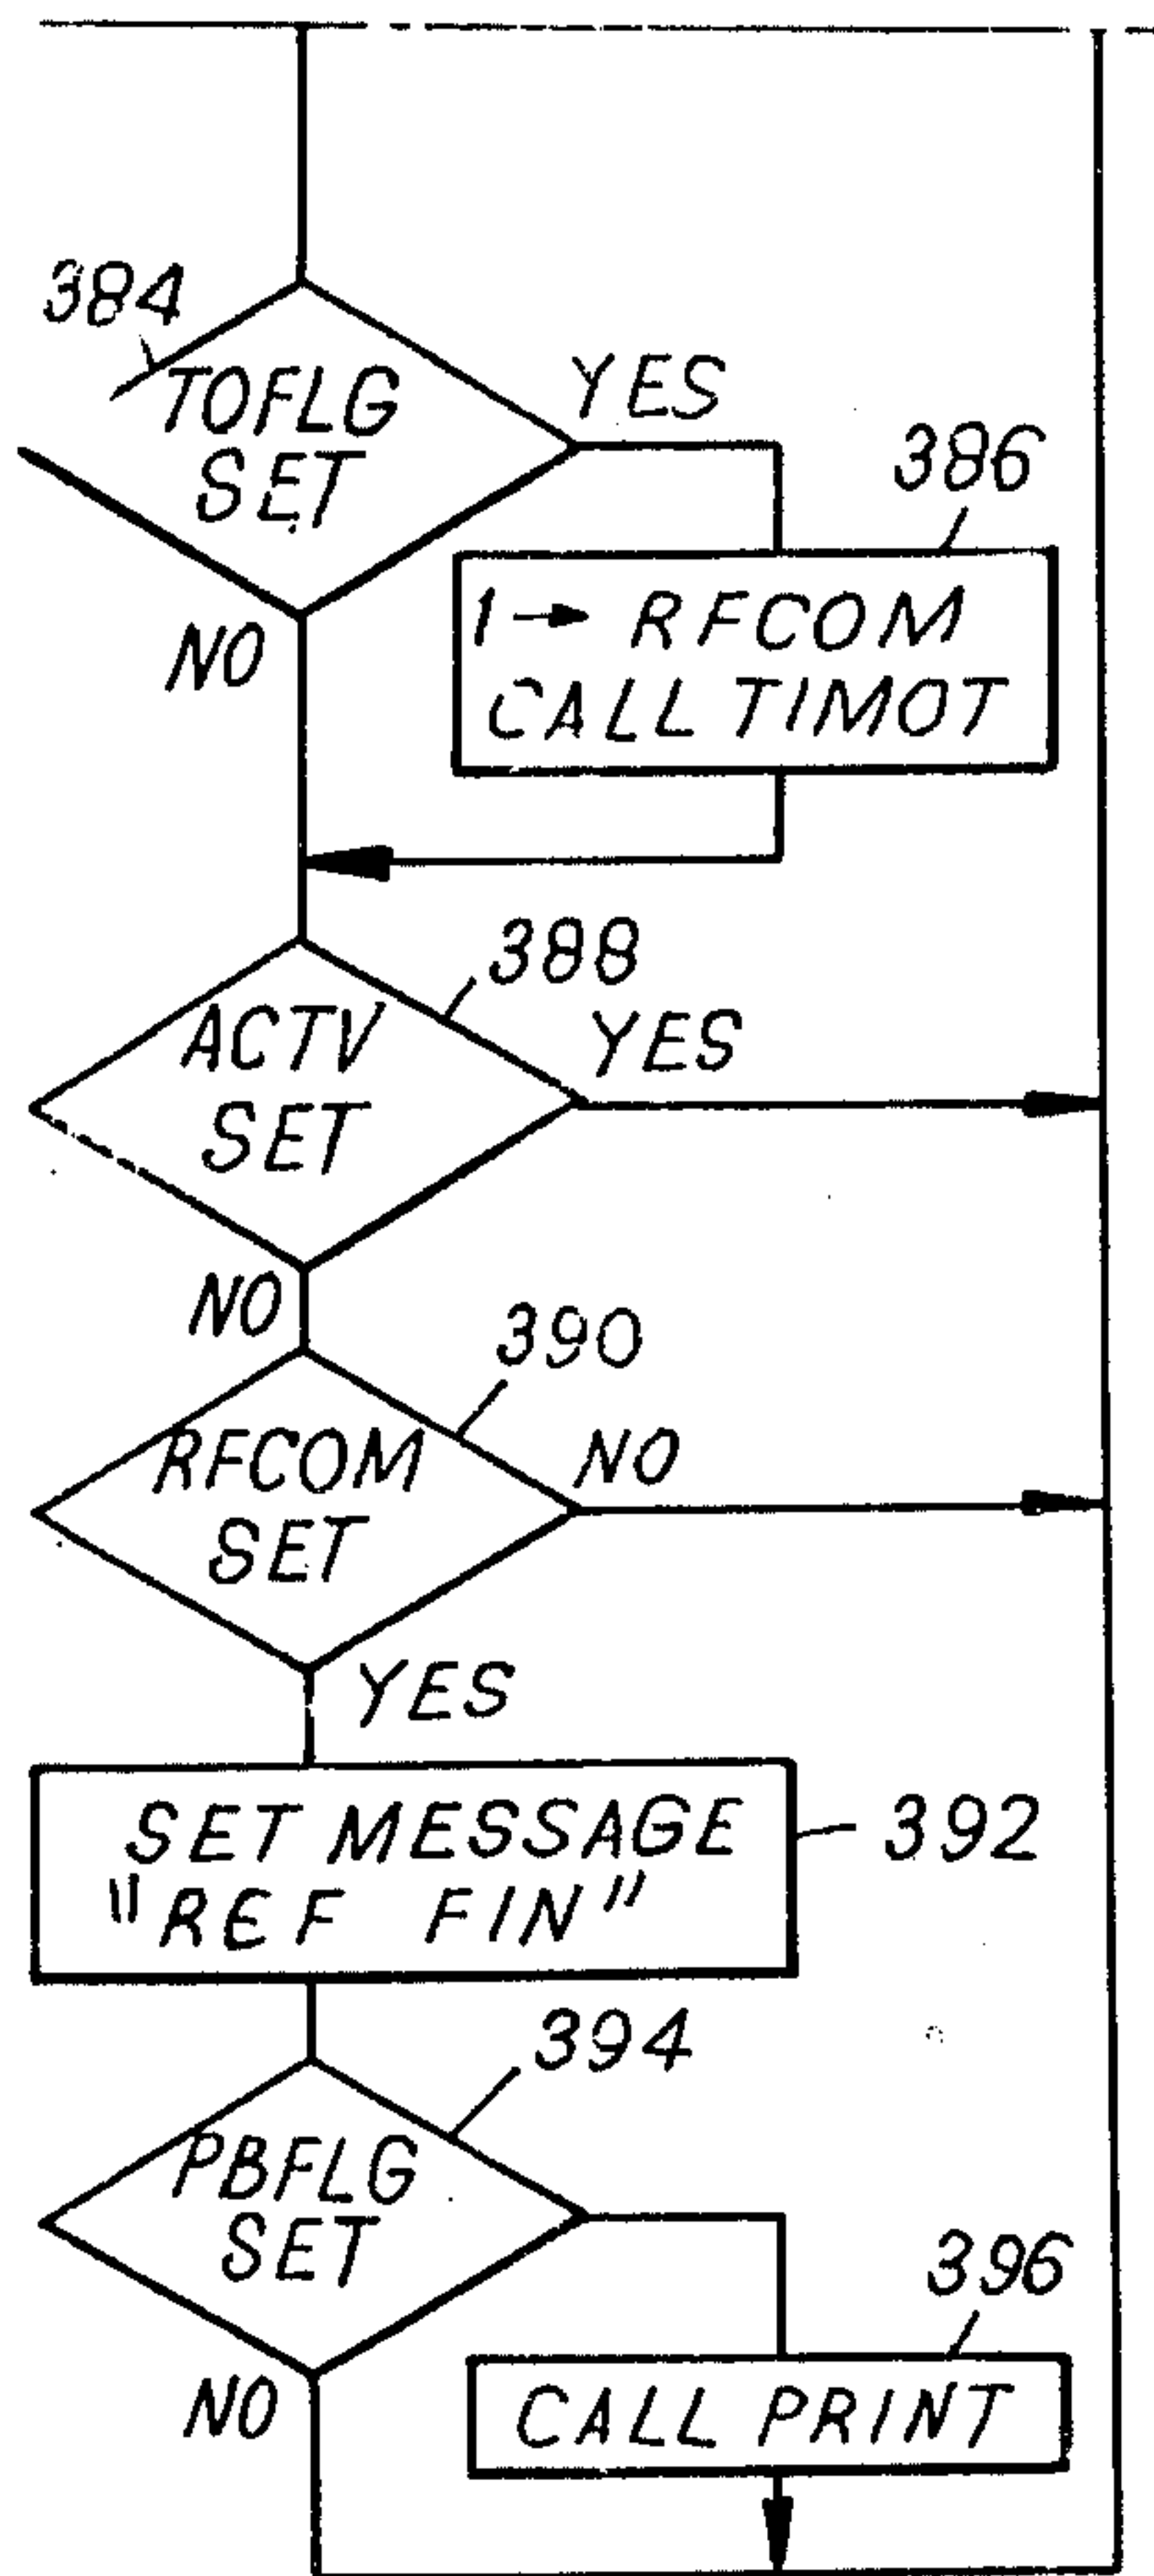 384
TOFLG
SET
YES
NO
386
1→ RFCOM
CALL TIMOT
388
ACTV
SET
YES
NO
390
RFCOM
SET
NO
YES
SET MESSAGE
"REF FIN"
392
394
PBFLG
SET
NO
396
CALL PRINT